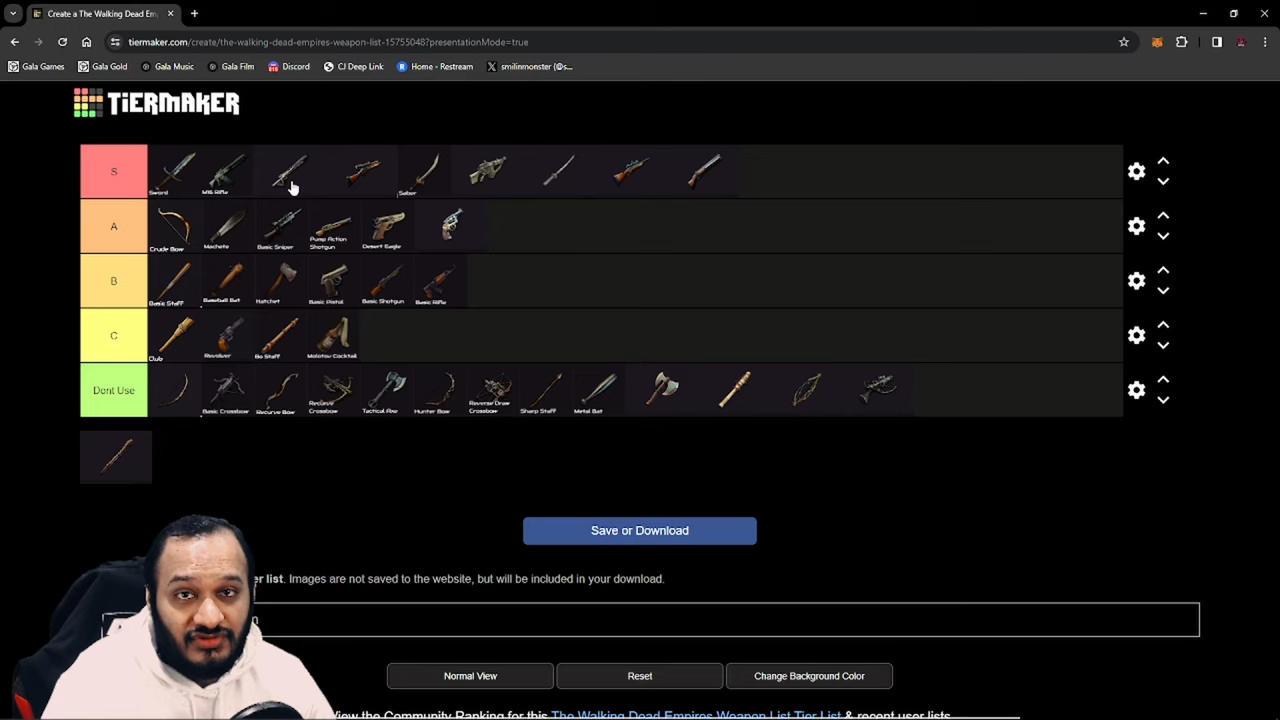 Create a The Walking Dead Em
tiermaker.com/create/the-walking-dead-empires-weapon-list-15755048?presentationMode=true
Gala Games
Gala Gold
Gala Music
Gala Film
Discord
CJ Deep Link
Home - Restream
smilinmonster (@s...
TiERMAKER
S
Sword
M16 Rifle
Saber
A
Crude Bow
Machete
Basic Sniper
Pump Action
Shotgun
Desert Eagle
B
Basic Staff
Baseball Bat
Hatchet
Basic Pistol
Basic Shotgun
Basic Rifle
C
Club
Revolver
Bo Staff
Molotov Cocktail
Dont Use
Basic Crossbow
Recurve Bow
Recurve
Crossbow
Tactical Axe
Hunter Bow
Reverse Draw
Crossbow
Sharp Staff
Metal Bat
Save or Download
list. Images are not saved to the website, but will be included in your download.
Normal View
Reset
Change Background Color
View the Community Ranking for this The Walking Dead Empires Weapon List Tier List & recent user lists